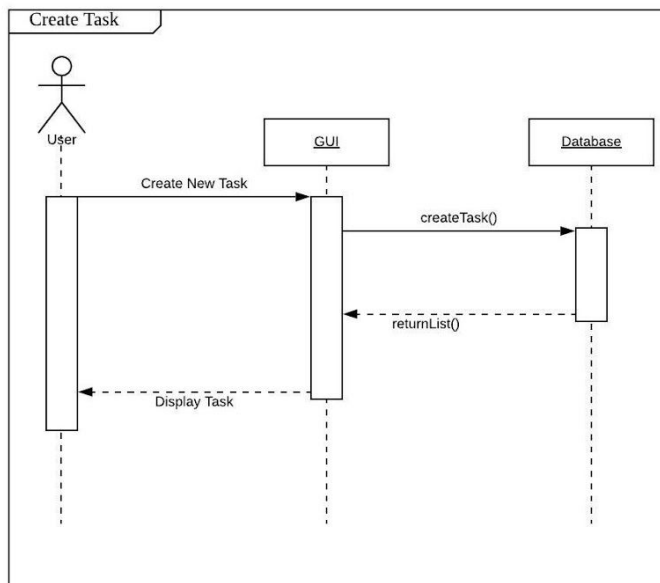 Create Task
User
GUI
Database
Create New Task
createTask()
returnList()
Display Task